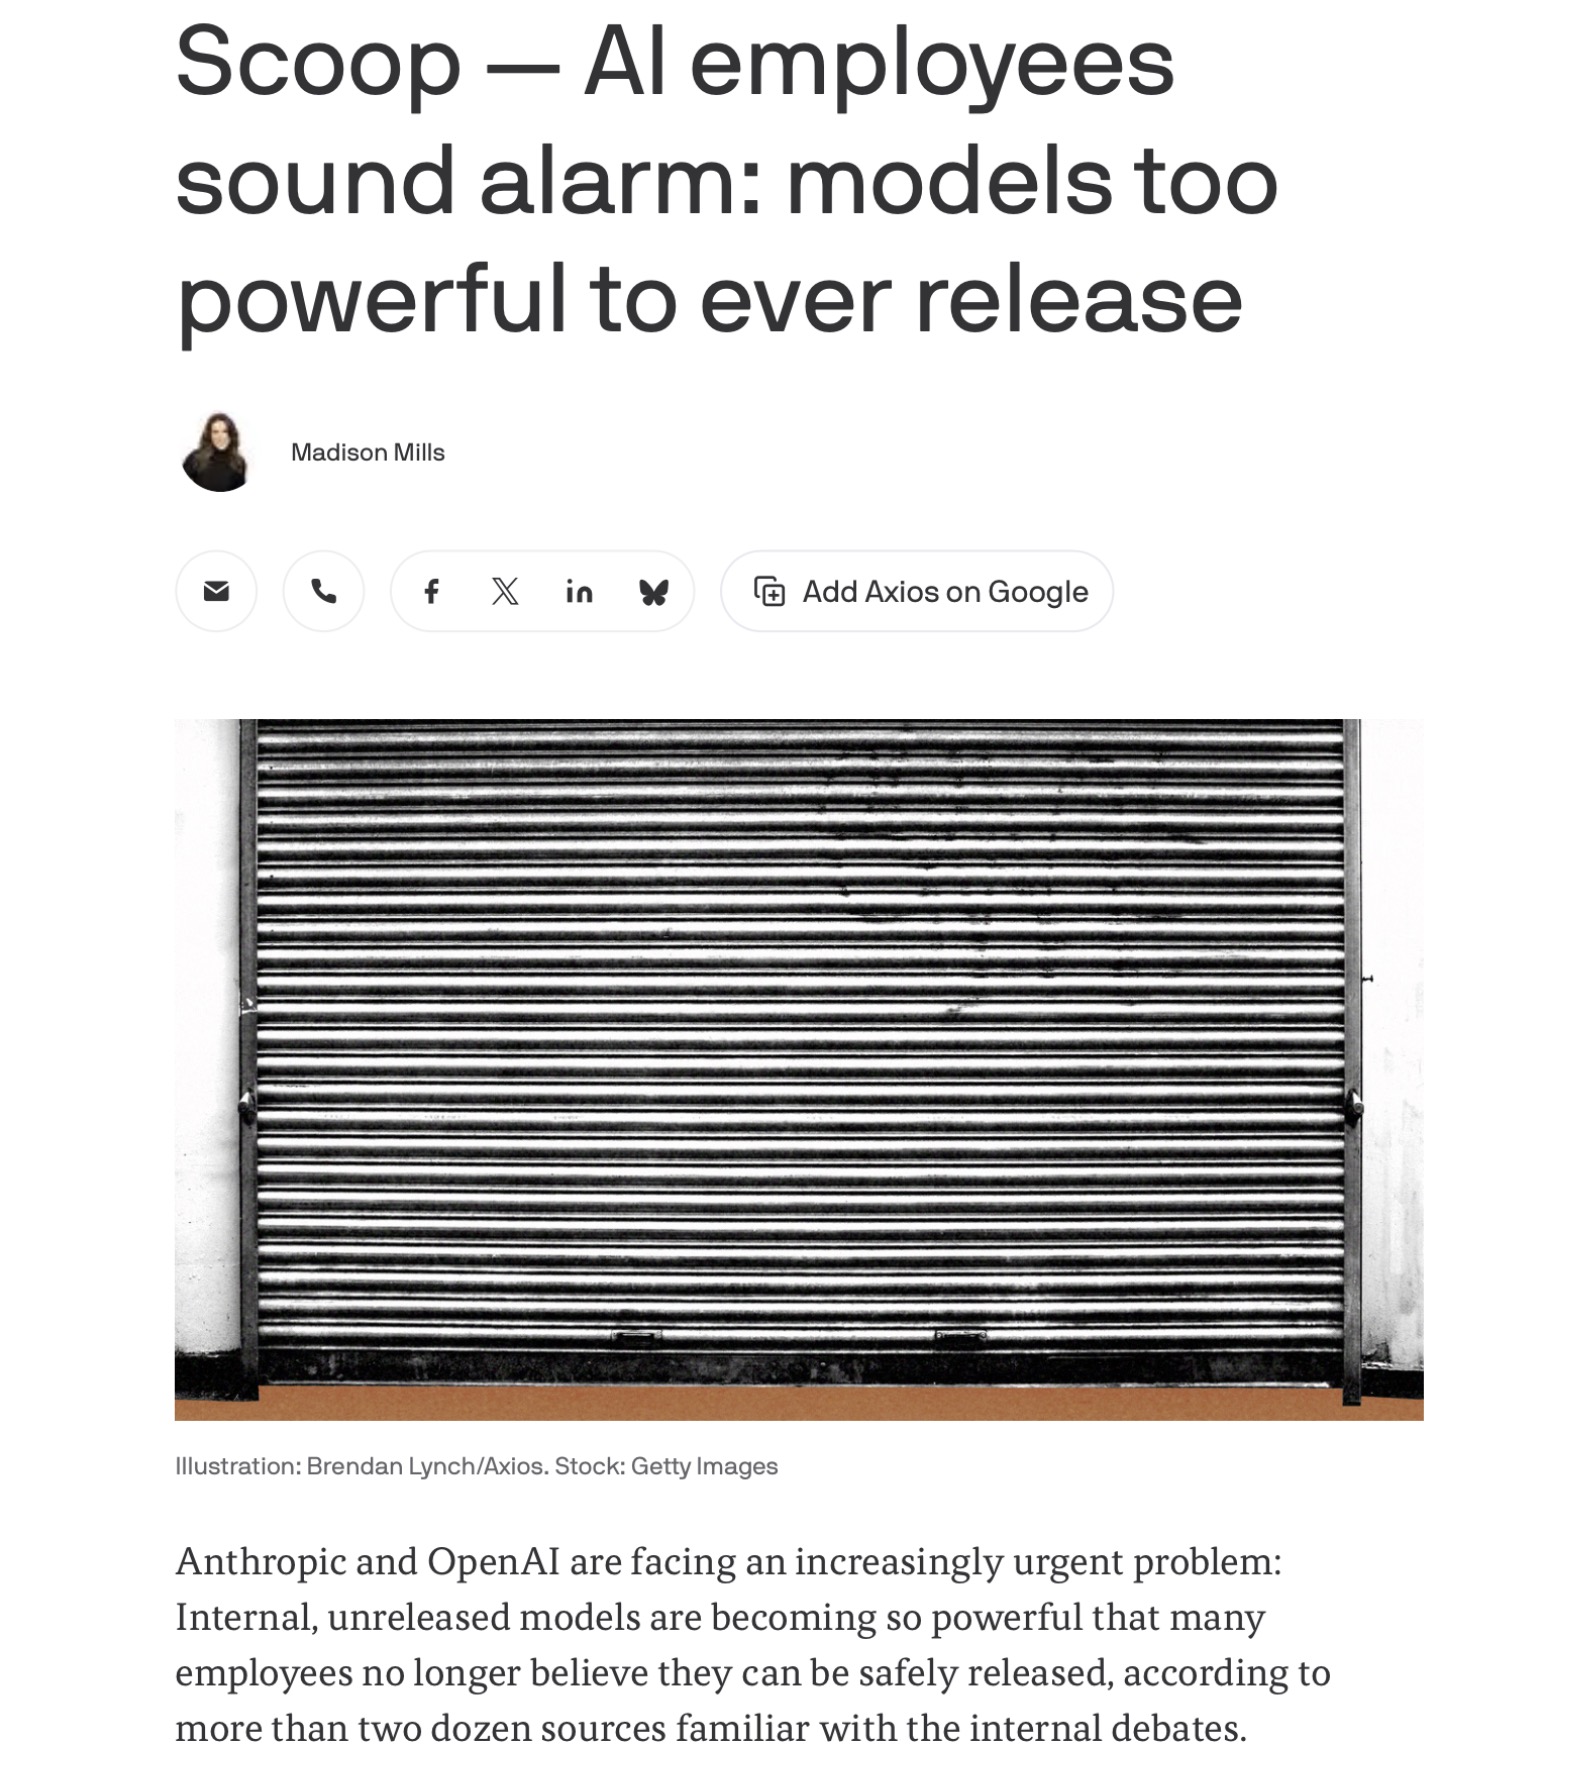 Scoop — AI employees
sound alarm: models too
powerful to ever release
Madison Mills
Add Axios on Google
Illustration: Brendan Lynch/Axios. Stock: Getty Images
Anthropic and OpenAI are facing an increasingly urgent problem:
Internal, unreleased models are becoming so powerful that many
employees no longer believe they can be safely released, according to
more than two dozen sources familiar with the internal debates.